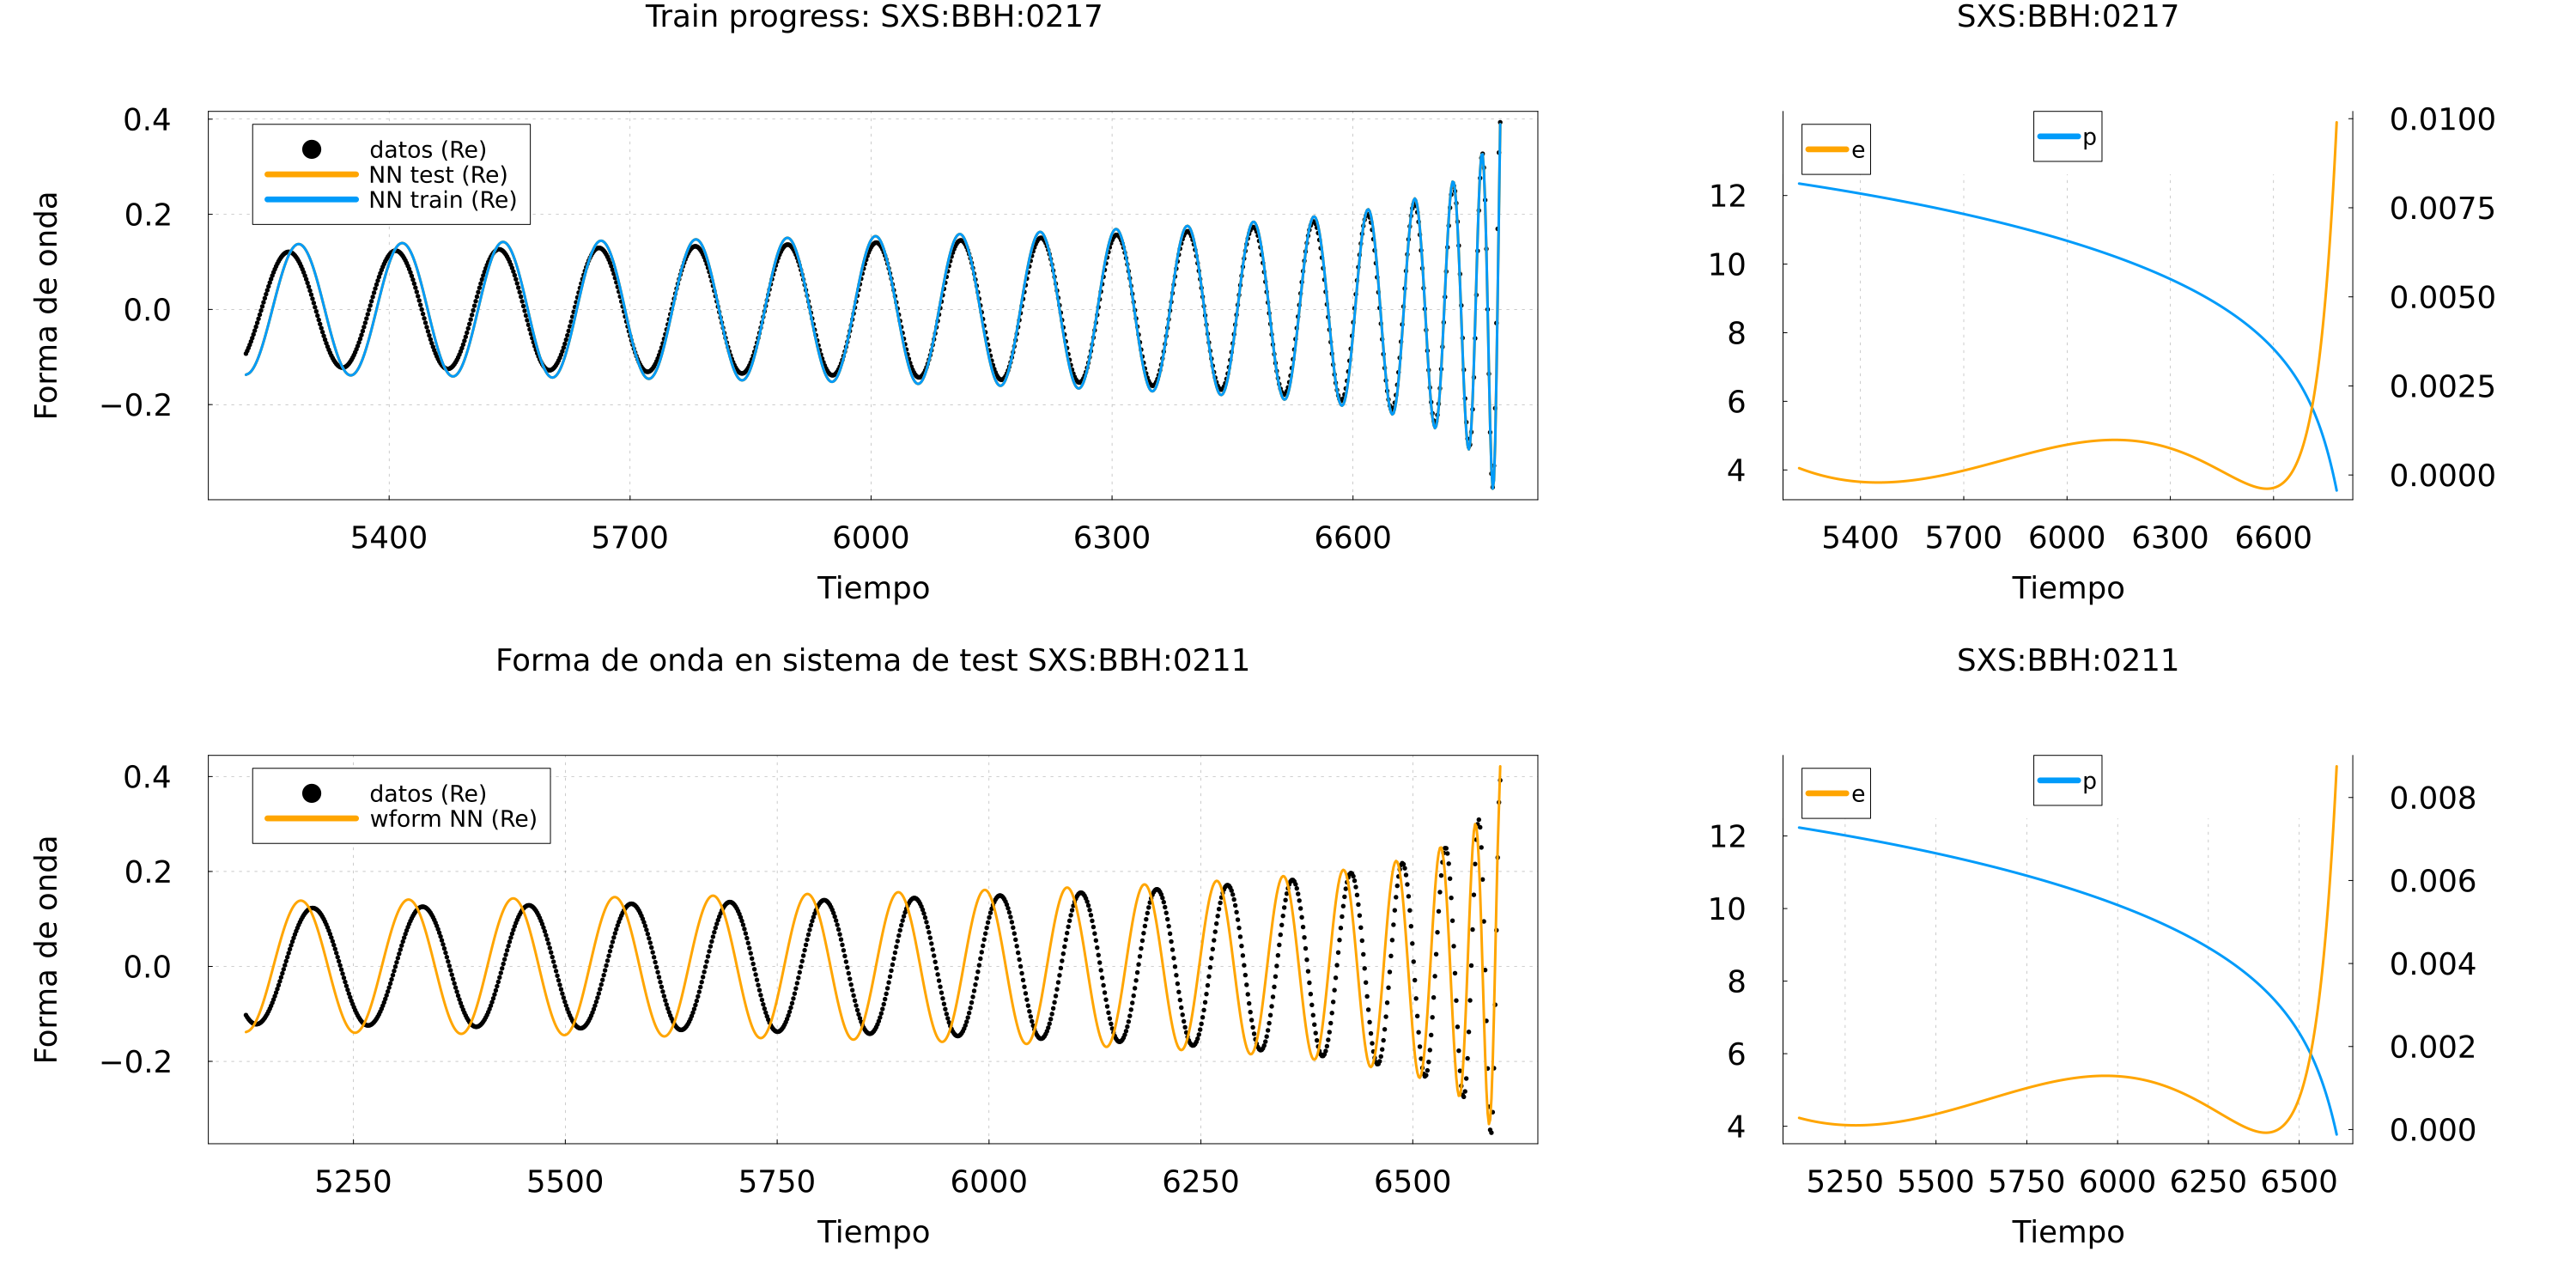 Train progress: SXS:BBH:0217
Forma de onda
0.4
0.2
0.0
−0.2
datos (Re)
NN test (Re)
NN train (Re)
5400 5700 6000 6300 6600
Tiempo
SXS:BBH:0217
e
p
12
10
8
6
4
0.0100
0.0075
0.0050
0.0025
0.0000
5400 5700 6000 6300 6600
Tiempo
Forma de onda en sistema de test SXS:BBH:0211
Forma de onda
0.4
0.2
0.0
−0.2
datos (Re)
wform NN (Re)
5250 5500 5750 6000 6250 6500
Tiempo
SXS:BBH:0211
e
p
12
10
8
6
4
0.008
0.006
0.004
0.002
0.000
5250 5500 5750 6000 6250 6500
Tiempo